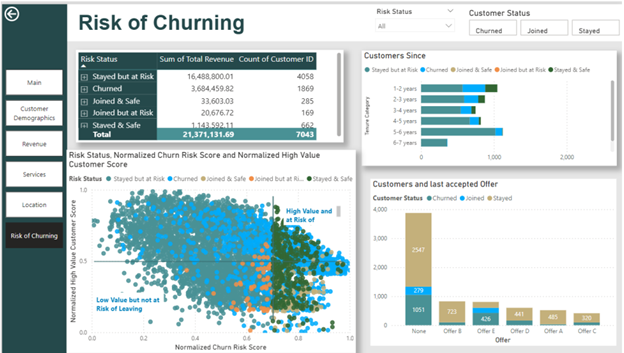 Risk of Churning
Risk Status
All
Customer Status
Churned Joined Stayed
Main
Customer Demographics
Revenue
Services
Location
Risk of Churning
Risk Status Sum of Total Revenue Count of Customer ID
Stayed but at Risk 16,488,800.01 4058
Churned 3,684,459.82 1869
Joined & Safe 33,603.03 285
Joined but at Risk 20,676.72 169
Stayed & Safe 1,143,592.11 662
Total 21,371,131.69 7043
Customers Since
Stayed but at Risk Churned Joined & Safe Joined but at Risk Stayed & Safe
Tenure Category
1-2 years
2-3 years
3-4 years
4-5 years
5-6 years
6-7 years
0 1,000 2,000
Risk Status, Normalized Churn Risk Score and Normalized High Value
Customer Score
Risk Status Stayed but at Risk Churned Joined & Safe Joined but at Ri... Stayed & Safe
Normalized High Value Customer Score
1.0
0.5
0.0
High Value and
at Risk of
Low Value but not at
Risk of Leaving
0.0 0.2 0.4 0.6 0.8 1.0
Normalized Churn Risk Score
Customers and last accepted Offer
Customer Status Churned Joined Stayed
4,000
3,000
2,000
1,000
0
2547
279
1051
723
426
441
485
320
None Offer B Offer E Offer D Offer A Offer C
Offer